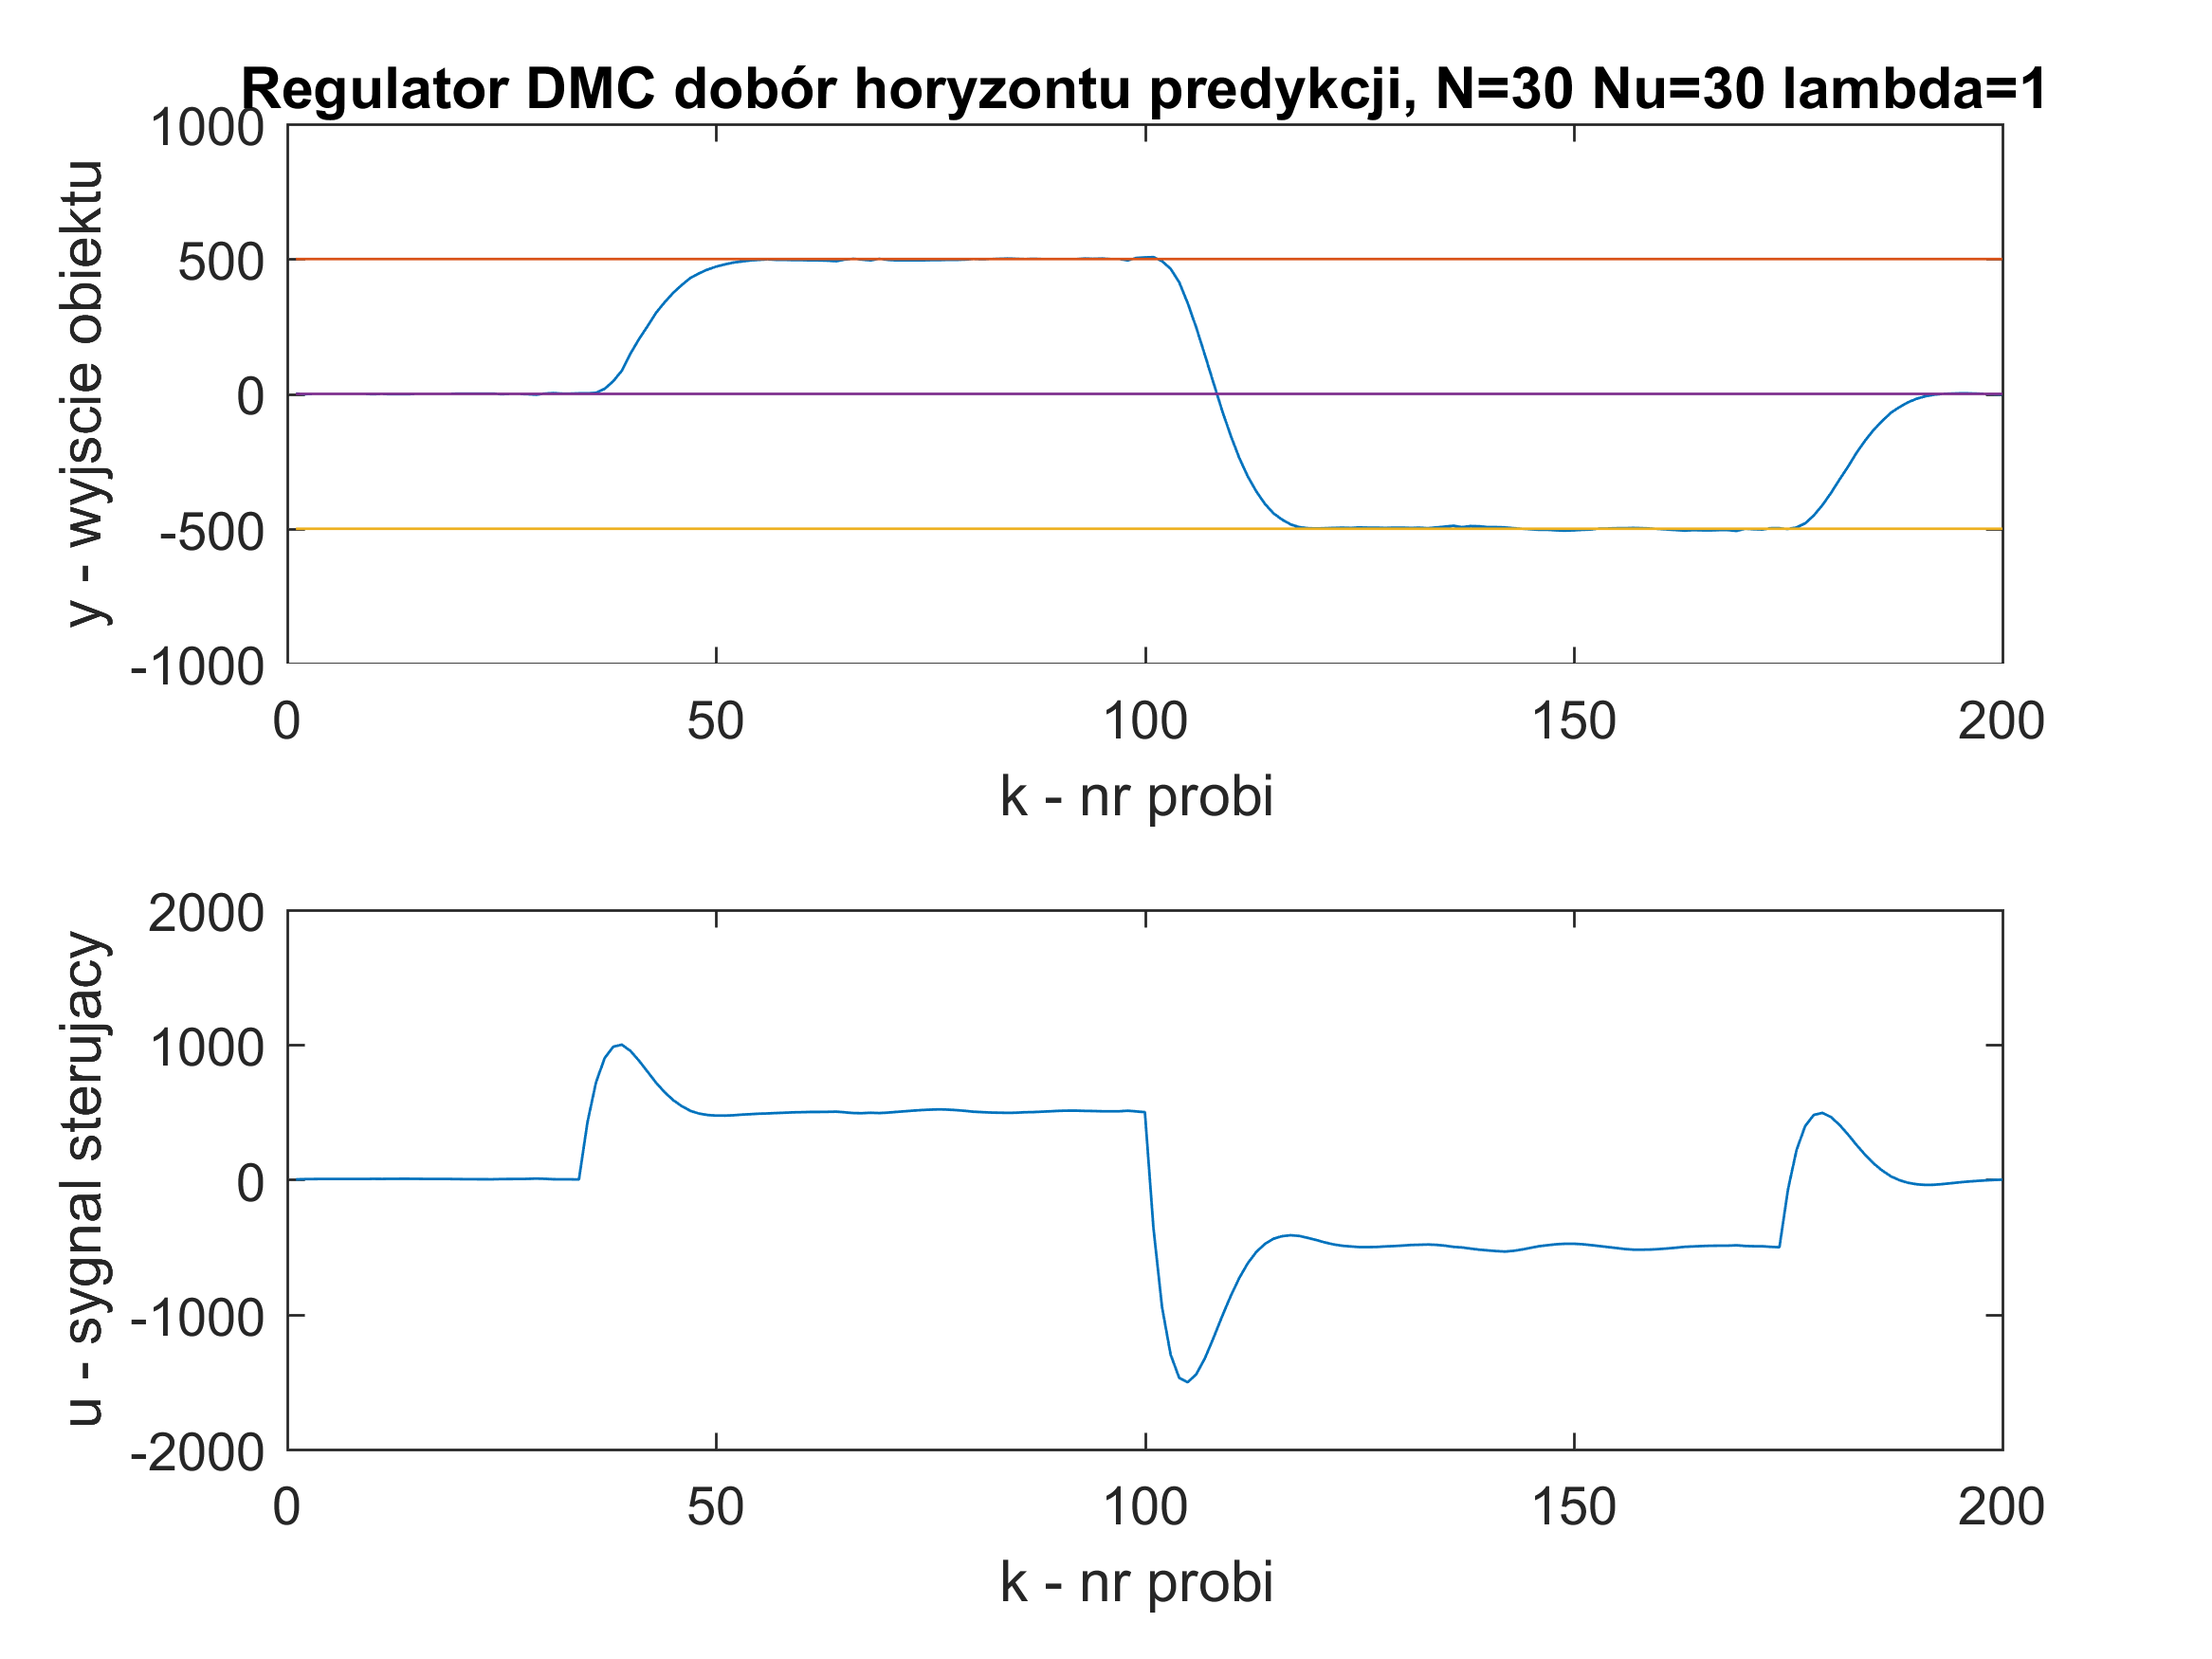 Regulator DMC dobór horyzontu predykcji, N=30 Nu=30 lambda=1
1000
500
0
-500
-1000
y - wyjscie obiektu
0 50 100 150 200
k - nr probi
2000
1000
0
-1000
-2000
u - sygnal sterujacy
0 50 100 150 200
k - nr probi